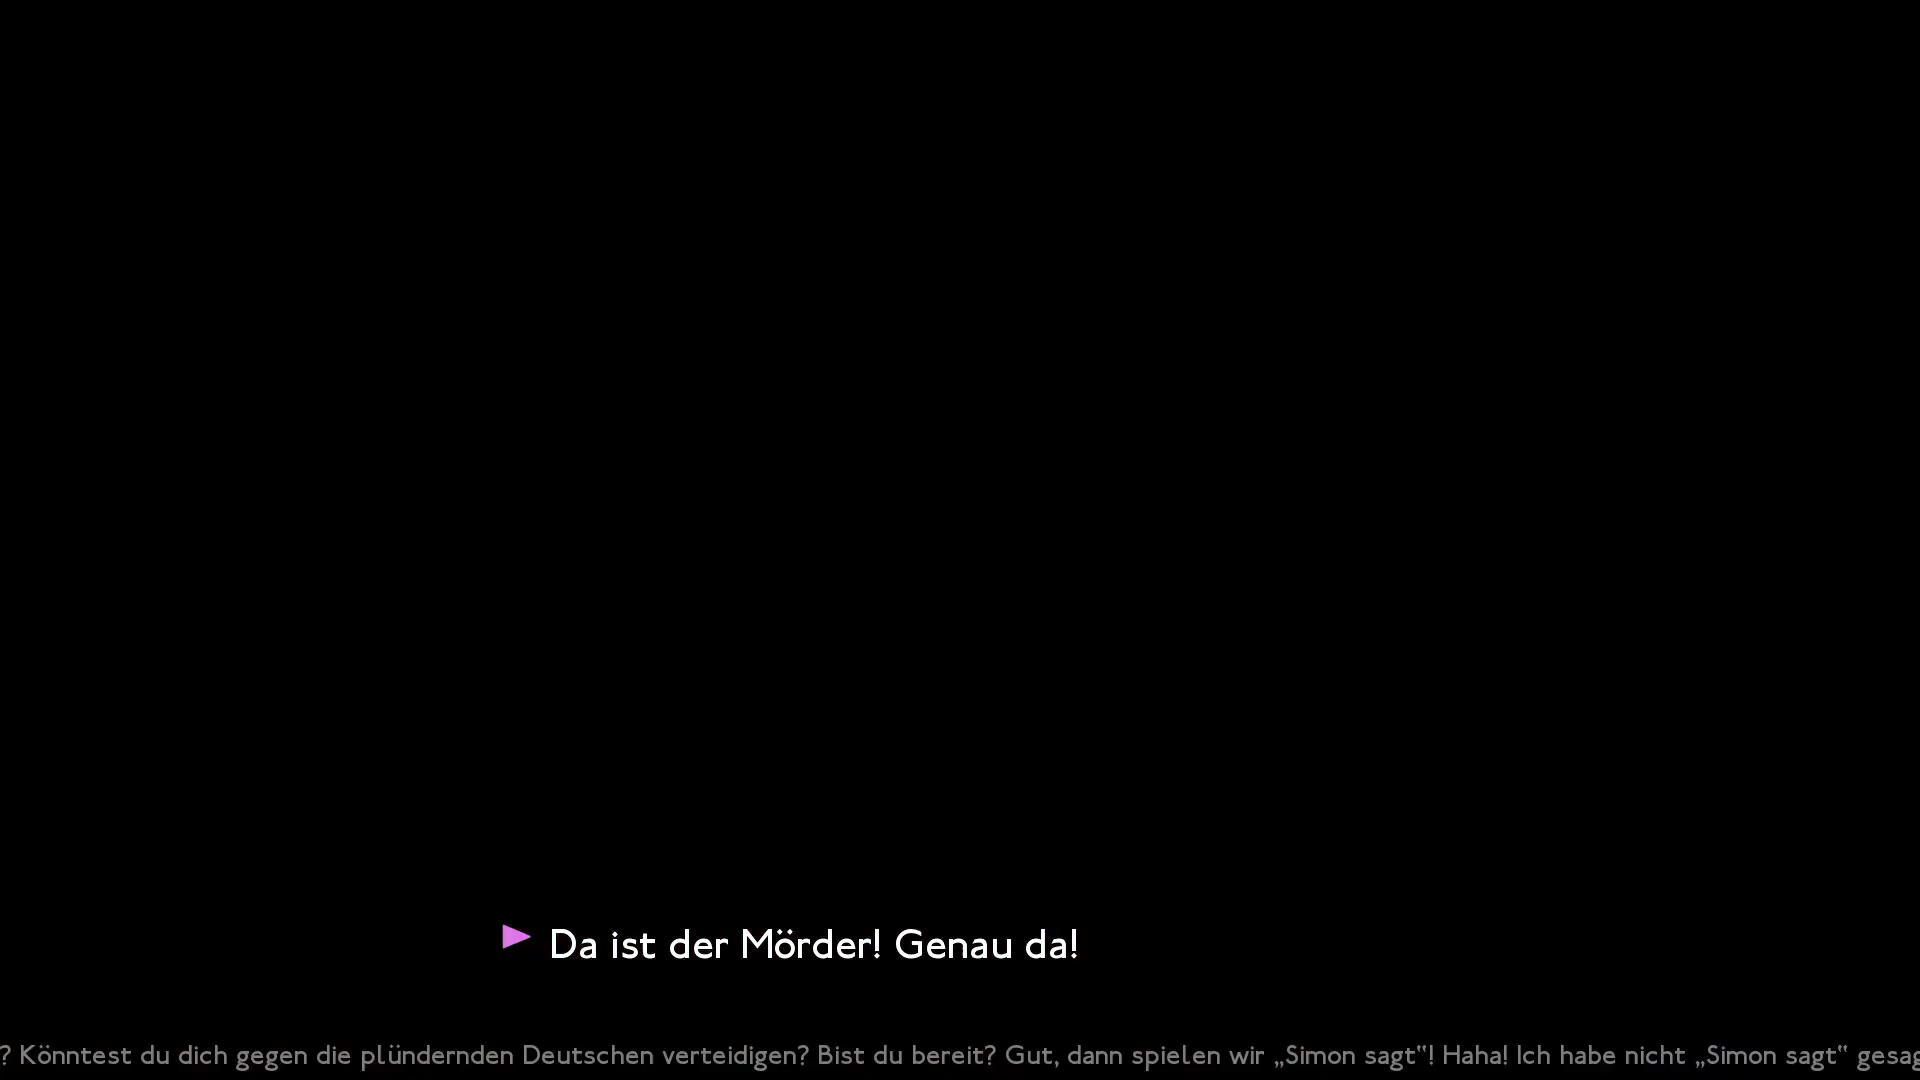 Da ist der Mörder! Genau da!
? Könntest du dich gegen die plündernden Deutschen verteidigen? Bist du bereit? Gut, dann spielen wir „Simon sagt“! Haha! Ich habe nicht „Simon sagt“ gesag